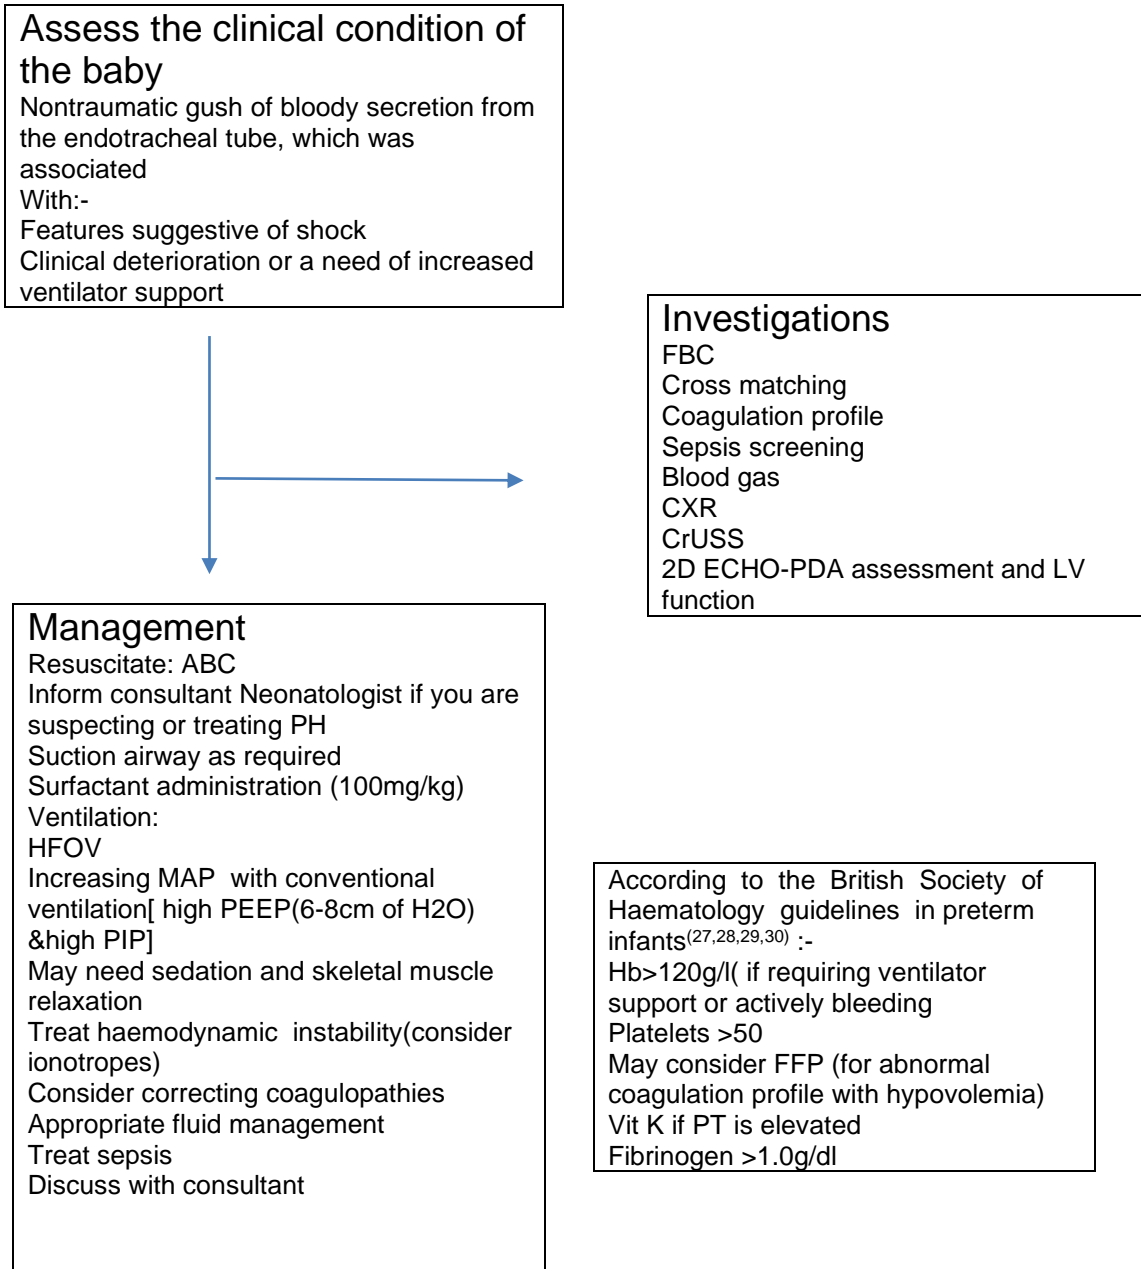 Assess the clinical condition of
the baby
Nontraumatic gush of bloody secretion from
the endotracheal tube, which was
associated
With:-
Features suggestive of shock
Clinical deterioration or a need of increased
ventilator support
Investigations
FBC
Cross matching
Coagulation profile
Sepsis screening
Blood gas
CXR
CrUSS
2D ECHO-PDA assessment and LV
function
Management
Resuscitate: ABC
Inform consultant Neonatologist if you are
suspecting or treating PH
Suction airway as required
Surfactant administration (100mg/kg)
Ventilation:
HFOV
Increasing MAP with conventional
ventilation[ high PEEP(6-8cm of H2O)
&high PIP]
May need sedation and skeletal muscle
relaxation
Treat haemodynamic instability(consider
ionotropes)
Consider correcting coagulopathies
Appropriate fluid management
Treat sepsis
Discuss with consultant
According to the British Society of
Haematology guidelines in preterm
infants(27,28,29,30) :-
Hb>120g/l( if requiring ventilator
support or actively bleeding
Platelets >50
May consider FFP (for abnormal
coagulation profile with hypovolemia)
Vit K if PT is elevated
Fibrinogen >1.0g/dl